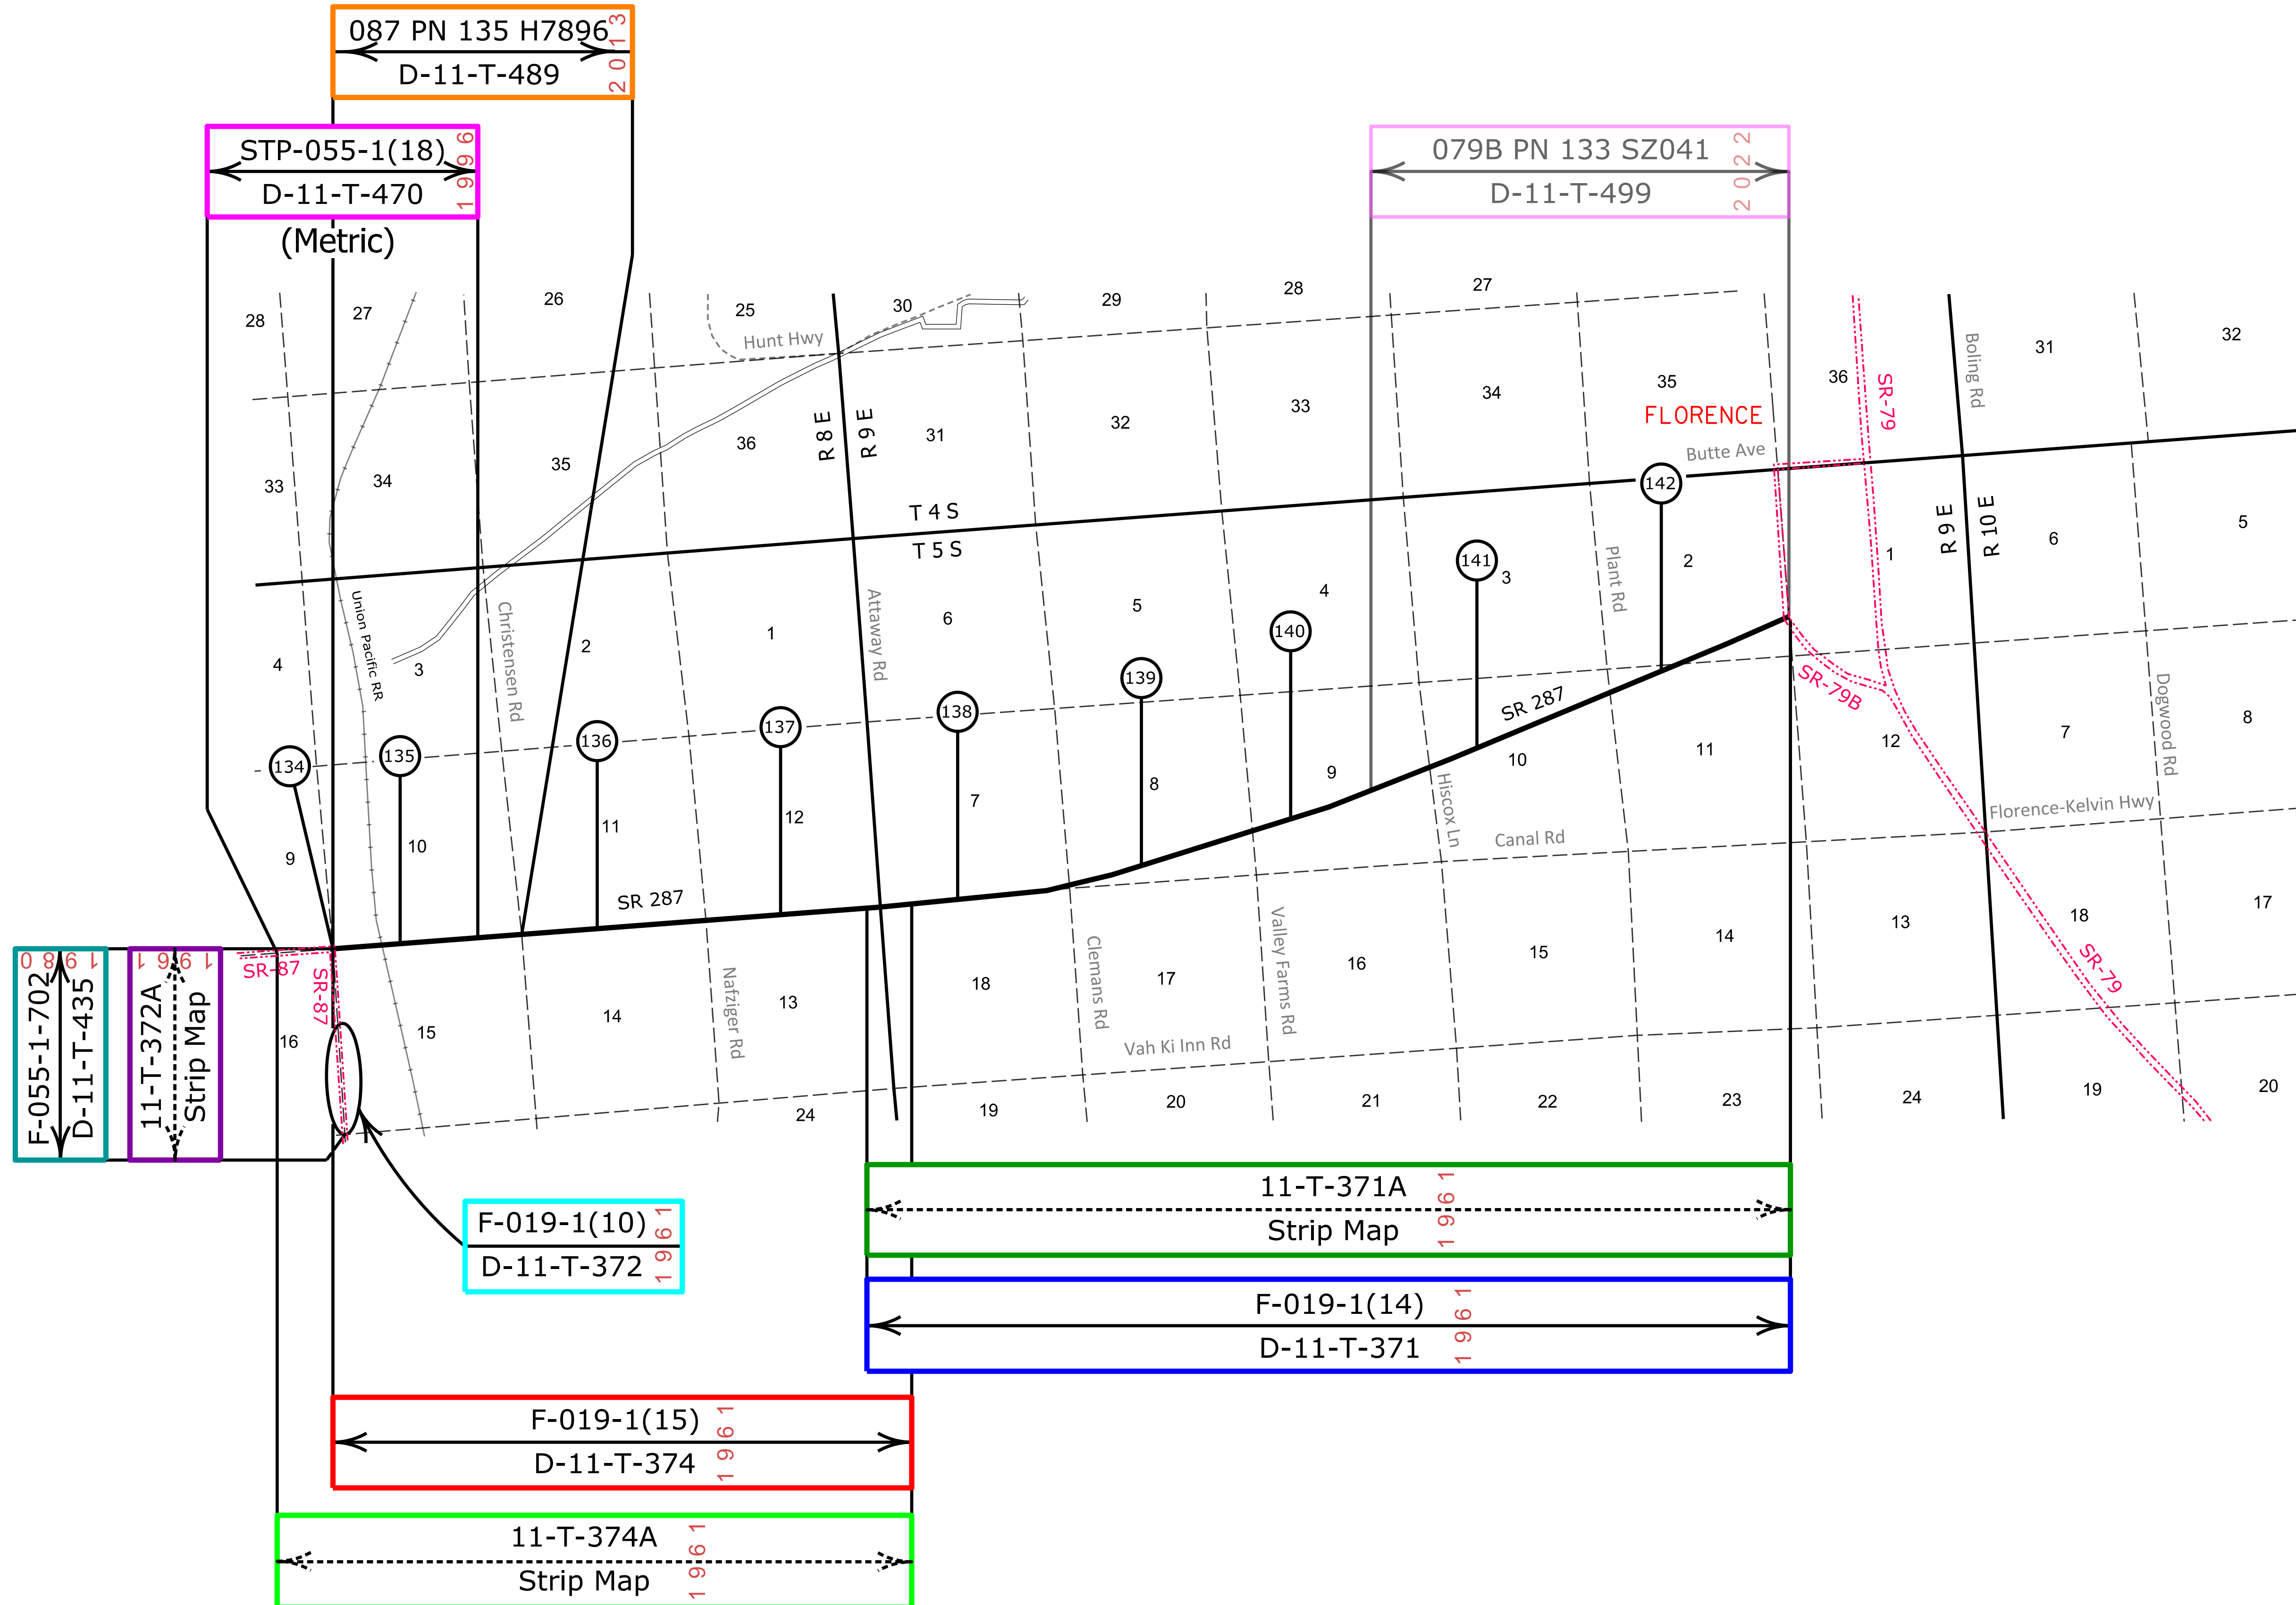 087 PN 135 H7896
D-11-T-489
2013
STP-055-1(18)
D-11-T-470
1996
(Metric)
079B PN 133 SZ041
D-11-T-499
2022
28
27
26
25
30
29
28
27
Hunt Hwy
36
31
32
SR-79
Boling Rd
33
34
35
36
R 8 E
R 9 E
31
32
33
34
35
FLORENCE
Butte Ave
T 4 S
T 5 S
142
R 9 E
R 10 E
4
3
2
1
6
5
4
3
2
1
6
5
Union Pacific RR
Christensen Rd
Attaway Rd
Plant Rd
Dogwood Rd
134
135
136
137
138
139
140
141
SR 287
SR-79B
9
10
11
12
7
8
9
10
11
12
7
8
Hiscox Ln
Canal Rd
Florence-Kelvin Hwy
SR 287
SR-87
SR-87
16
15
14
13
18
17
16
15
14
13
18
17
Nafziger Rd
Clemans Rd
Valley Farms Rd
Vah Ki Inn Rd
SR-79
24
19
20
21
22
23
24
19
20
F-055-1-702
D-11-T-435
1980
11-T-372A
Strip Map
1961
F-019-1(10)
D-11-T-372
1961
11-T-371A
Strip Map
1961
F-019-1(14)
D-11-T-371
1961
F-019-1(15)
D-11-T-374
1961
11-T-374A
Strip Map
1961